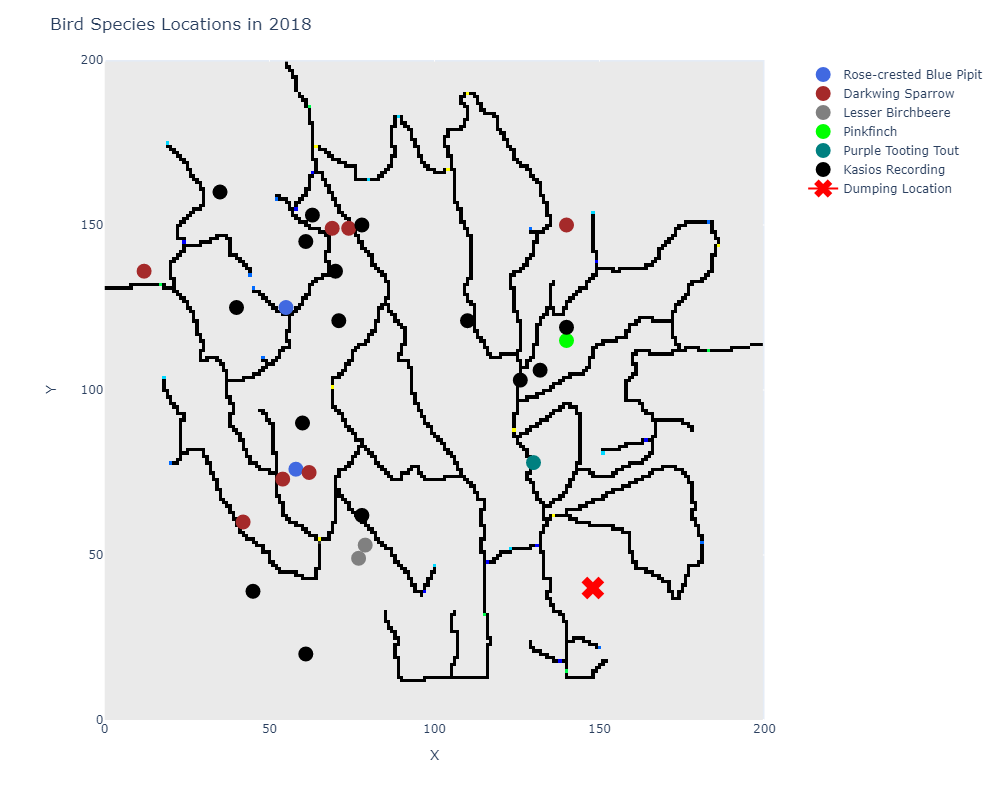 Bird Species Locations in 2018
Rose-crested Blue Pipit
Darkwing Sparrow
Lesser Birchbeere
Pinkfinch
Purple Tooting Tout
Kasios Recording
Dumping Location
200
150
100
50
0
Y
0 50 100 150 200
X